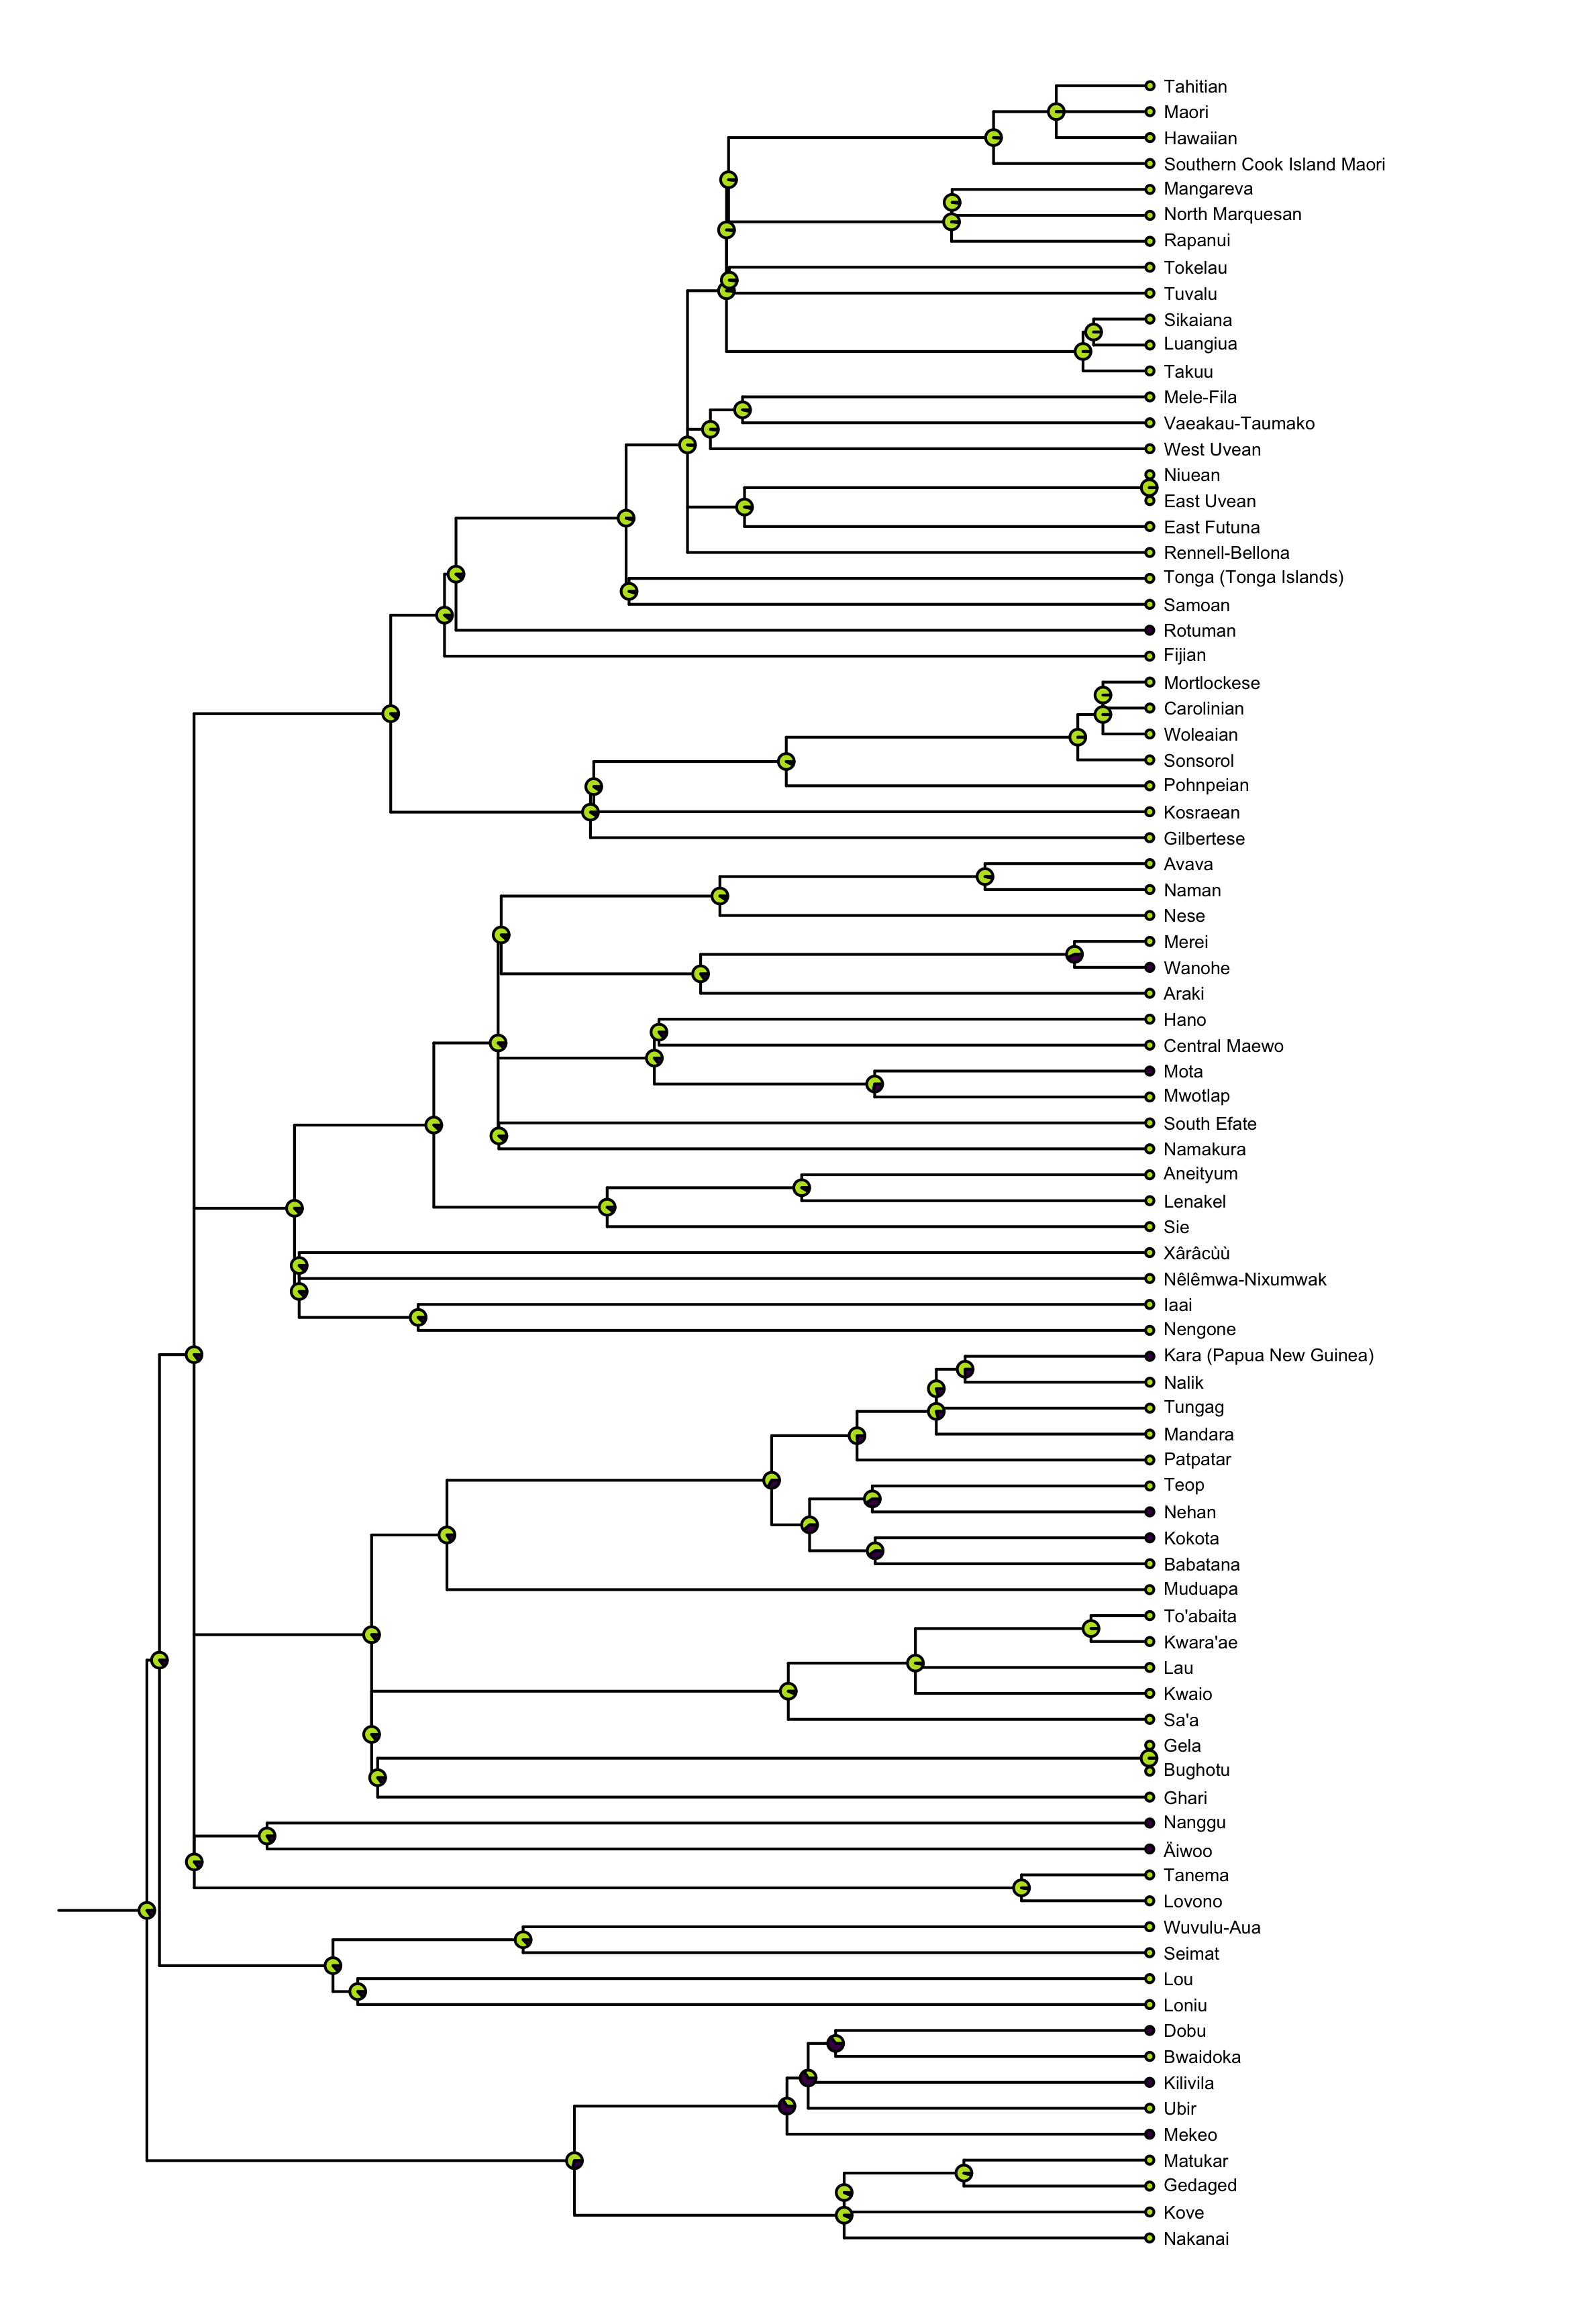 Tahitian
Maori
Hawaiian
Southern Cook Island Maori
Mangareva
North Marquesan
Rapanui
Tokelau
Tuvalu
Sikaiana
Luangiua
Takuu
Mele-Fila
Vaeakau-Taumako
West Uvean
Niuean
East Uvean
East Futuna
Rennell-Bellona
Tonga (Tonga Islands)
Samoan
Rotuman
Fijian
Mortlockese
Carolinian
Woleaian
Sonsorol
Pohnpeian
Kosraean
Gilbertese
Avava
Naman
Nese
Merei
Wanohe
Araki
Hano
Central Maewo
Mota
Mwotlap
South Efate
Namakura
Aneityum
Lenakel
Sie
Xârâcùù
Nêlêmwa-Nixumwak
Iaai
Nengone
Kara (Papua New Guinea)
Nalik
Tungag
Mandara
Patpatar
Teop
Nehan
Kokota
Babatana
Muduapa
To'abaita
Kwara'ae
Lau
Kwaio
Sa'a
Gela
Bughotu
Ghari
Nanggu
Äiwoo
Tanema
Lovono
Wuvulu-Aua
Seimat
Lou
Loniu
Dobu
Bwaidoka
Kilivila
Ubir
Mekeo
Matukar
Gedaged
Kove
Nakanai